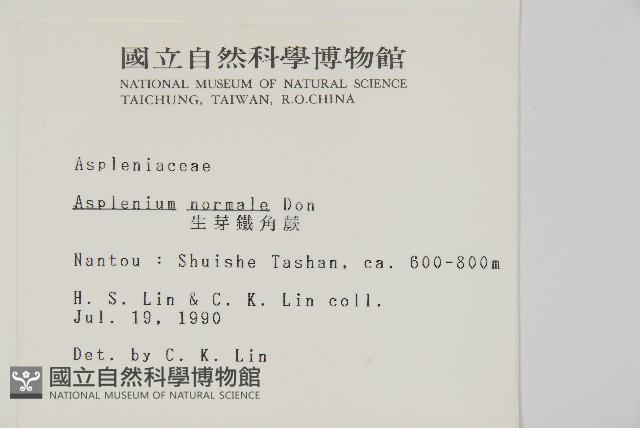 國立自然科學博物館
NATIONAL MUSEUM OF NATURAL SCIENCE
TAICHUNG, TAIWAN, R.O.CHINA
Aspleniaceae
Asplenium normale Don
生芽鐵角蕨
Nantou : Shuishe Tashan, ca. 600-800m
H. S. Lin & C. K. Lin coll.
Jul. 19, 1990
Det. by C. K. Lin
國立自然科學博物館
NATIONAL MUSEUM OF NATURAL SCIENCE